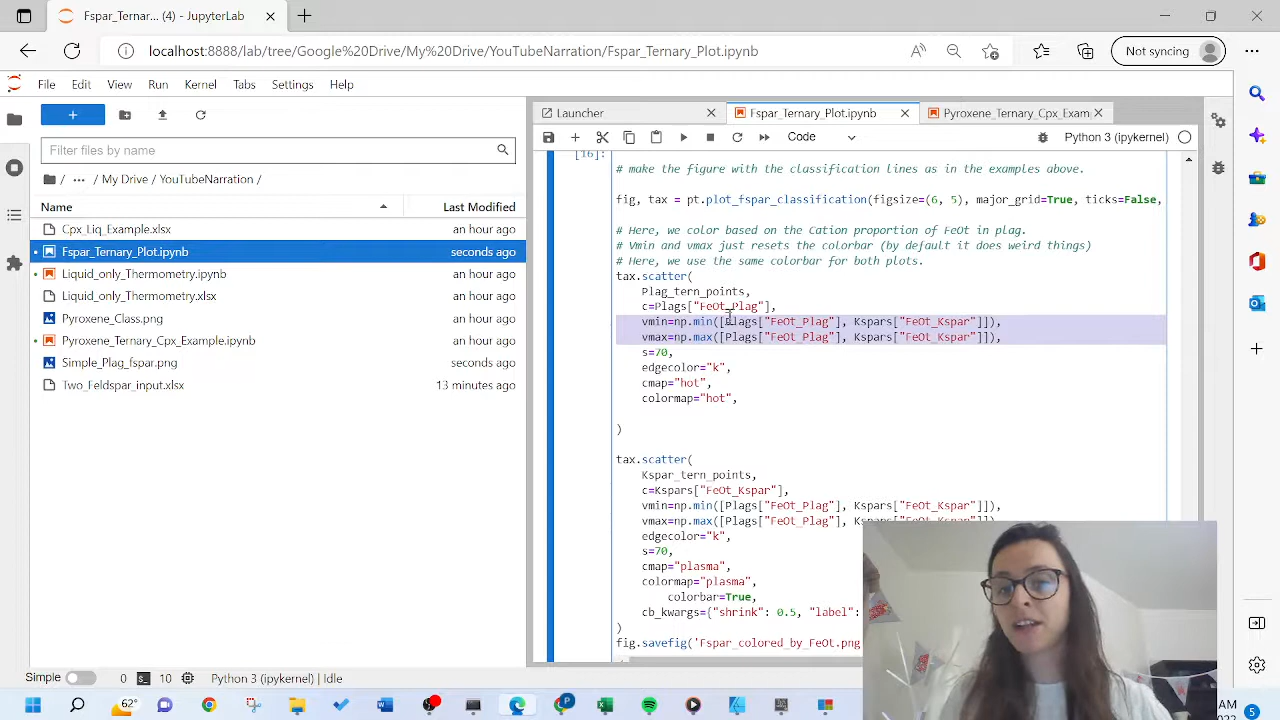 Fspar_Ternar... (4) - JupyterLab
localhost:8888/lab/tree/Google%20Drive/My%20Drive/YouTubeNarration/Fspar_Ternary_Plot.ipynb
Not syncing
File Edit View Run Kernel Tabs Settings Help
Launcher
Fspar_Ternary_Plot.ipynb
Pyroxene_Ternary_Cpx_Exam
Code
Python 3 (ipykernel)
Filter files by name
/ ... / My Drive / YouTubeNarration /
Name
Last Modified
Cpx_Liq_Example.xlsx an hour ago
Fspar_Ternary_Plot.ipynb seconds ago
Liquid_only_Thermometry.ipynb an hour ago
Liquid_only_Thermometry.xlsx an hour ago
Pyroxene_Class.png an hour ago
Pyroxene_Ternary_Cpx_Example.ipynb an hour ago
Simple_Plag_fspar.png seconds ago
Two_Feldspar_input.xlsx 13 minutes ago
[16]:
# make the figure with the classification lines as in the examples above.
fig, tax = pt.plot_fspar_classification(figsize=(6, 5), major_grid=True, ticks=False,
# Here, we color based on the Cation proportion of FeOt in plag.
# Vmin and vmax just resets the colorbar (by default it does weird things)
# Here, we use the same colorbar for both plots.
tax.scatter(
Plag_tern_points,
c=Plags["FeOt_Plag"],
vmin=np.min([Plags["FeOt_Plag"], Kspars["FeOt_Kspar"]]),
vmax=np.max([Plags["FeOt_Plag"], Kspars["FeOt_Kspar"]]),
s=70,
edgecolor="k",
cmap="hot",
colormap="hot",
)
tax.scatter(
Kspar_tern_points,
c=Kspars["FeOt_Kspar"],
vmin=np.min([Plags["FeOt_Plag"], Kspars["FeOt_Kspar"]]),
vmax=np.max([Plags["FeOt_Plag"], Kspars["FeOt_Kspar"]]),
edgecolor="k",
s=70,
cmap="plasma",
colormap="plasma",
colorbar=True,
cb_kwargs={"shrink": 0.5, "label":
)
fig.savefig('Fspar_colored_by_FeOt.png
Simple 0 10 Python 3 (ipykernel) | Idle
62°
AM
5